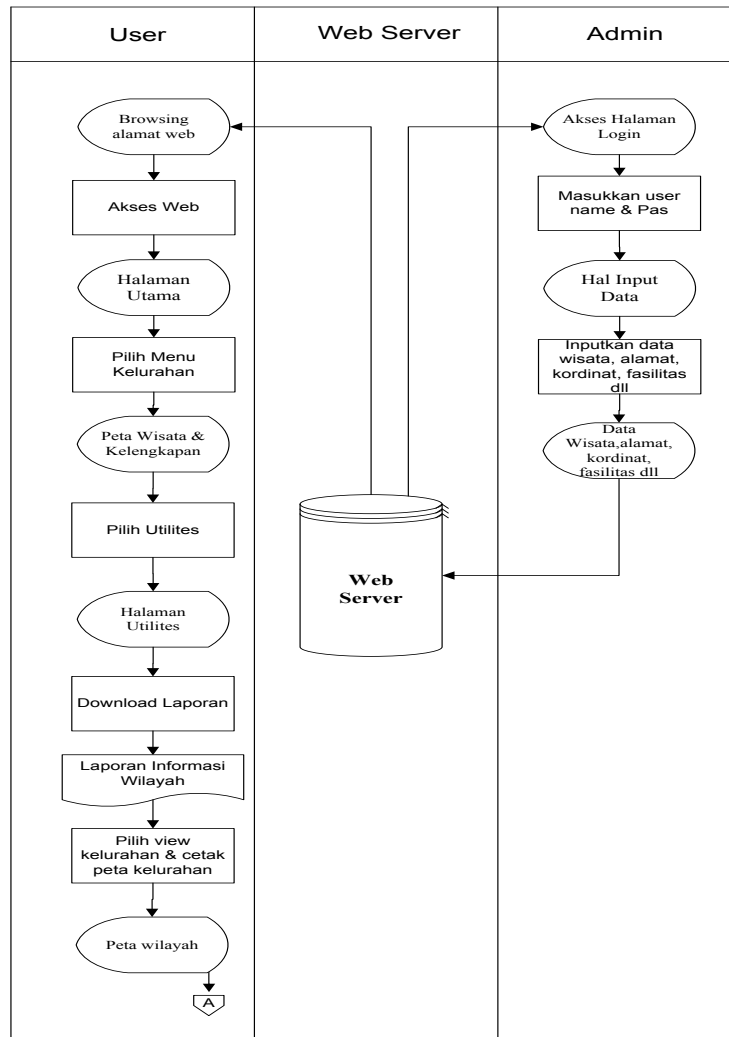 User
Web Server
Admin
Browsing
alamat web
Akses Web
Halaman
Utama
Pilih Menu
Kelurahan
Peta Wisata &
Kelengkapan
Pilih Utilites
Halaman
Utilites
Download Laporan
Laporan Informasi
Wilayah
Pilih view
kelurahan & cetak
peta kelurahan
Peta wilayah
A
Web
Server
Akses Halaman
Login
Masukkan user
name & Pas
Hal Input
Data
Inputkan data
wisata, alamat,
kordinat, fasilitas
dll
Data
Wisata,alamat,
kordinat,
fasilitas dll